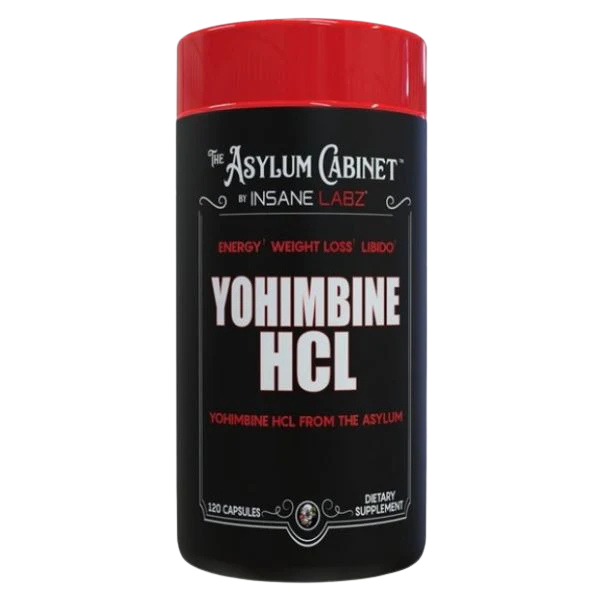 THE ASYLUM CABINET™
BY INSANE LABZ®
ENERGY† WEIGHT LOSS† LIBIDO†
YOHIMBINE
HCL
YOHIMBINE HCL FROM THE ASYLUM
120 CAPSULES
DIETARY
SUPPLEMENT